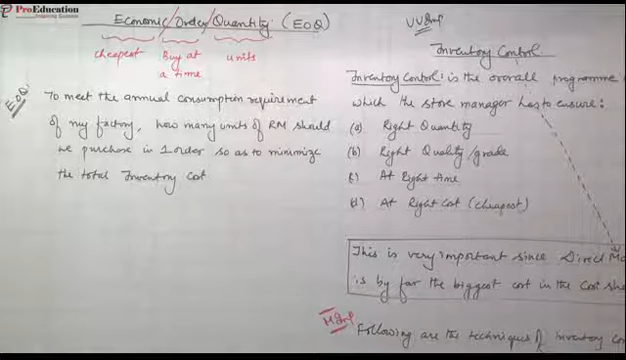 ProEducation
Inspiring Success
Economic/Order/Quantity (EOQ)
cheapest Buy at units
a time
EOQ:
To meet the annual consumption requirement
of my factory, how many units of RM should
we purchase in 1 order so as to minimize
the total Inventory Cost
VVImp
Inventory Control
Inventory Control: is the overall programme
which the store manager has to ensure:
(a) Right Quantity
(b) Right Quality/grade
(c) At Right time
(d) At Right Cost (cheapest)
This is very important since Direct
is by far the biggest cost in the Cost
MImp
Following are the techniques of inventory